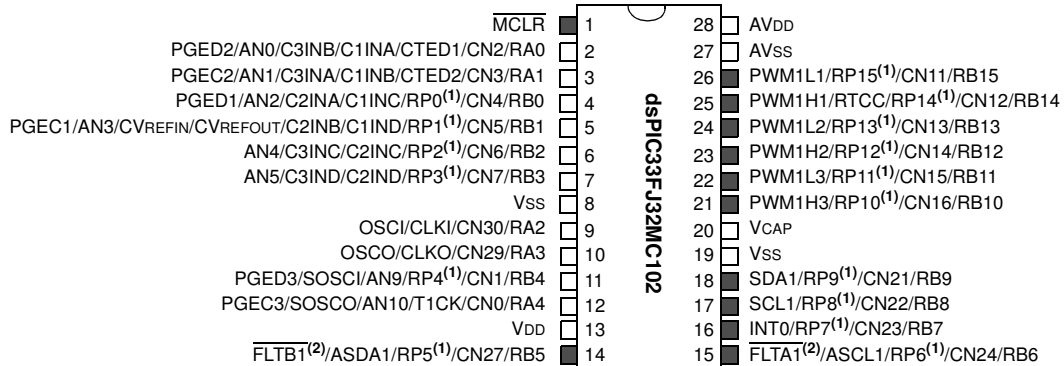 MCLR 1 28 AVDD
PGED2/AN0/C3INB/C1INA/CTED1/CN2/RA0 2 27 AVSS
PGEC2/AN1/C3INA/C1INB/CTED2/CN3/RA1 3 26 PWM1L1/RP15(1)/CN11/RB15
PGED1/AN2/C2INA/C1INC/RP0(1)/CN4/RB0 4 25 PWM1H1/RTCC/RP14(1)/CN12/RB14
PGEC1/AN3/CVREFIN/CVREFOUT/C2INB/C1IND/RP1(1)/CN5/RB1 5 24 PWM1L2/RP13(1)/CN13/RB13
AN4/C3INC/C2INC/RP2(1)/CN6/RB2 6 23 PWM1H2/RP12(1)/CN14/RB12
AN5/C3IND/C2IND/RP3(1)/CN7/RB3 7 22 PWM1L3/RP11(1)/CN15/RB11
VSS 8 21 PWM1H3/RP10(1)/CN16/RB10
OSCI/CLKI/CN30/RA2 9 20 VCAP
OSCO/CLKO/CN29/RA3 10 19 VSS
PGED3/SOSCI/AN9/RP4(1)/CN1/RB4 11 18 SDA1/RP9(1)/CN21/RB9
PGEC3/SOSCO/AN10/T1CK/CN0/RA4 12 17 SCL1/RP8(1)/CN22/RB8
VDD 13 16 INT0/RP7(1)/CN23/RB7
FLTB1(2)/ASDA1/RP5(1)/CN27/RB5 14 15 FLTA1(2)/ASCL1/RP6(1)/CN24/RB6
dsPIC33FJ32MC102